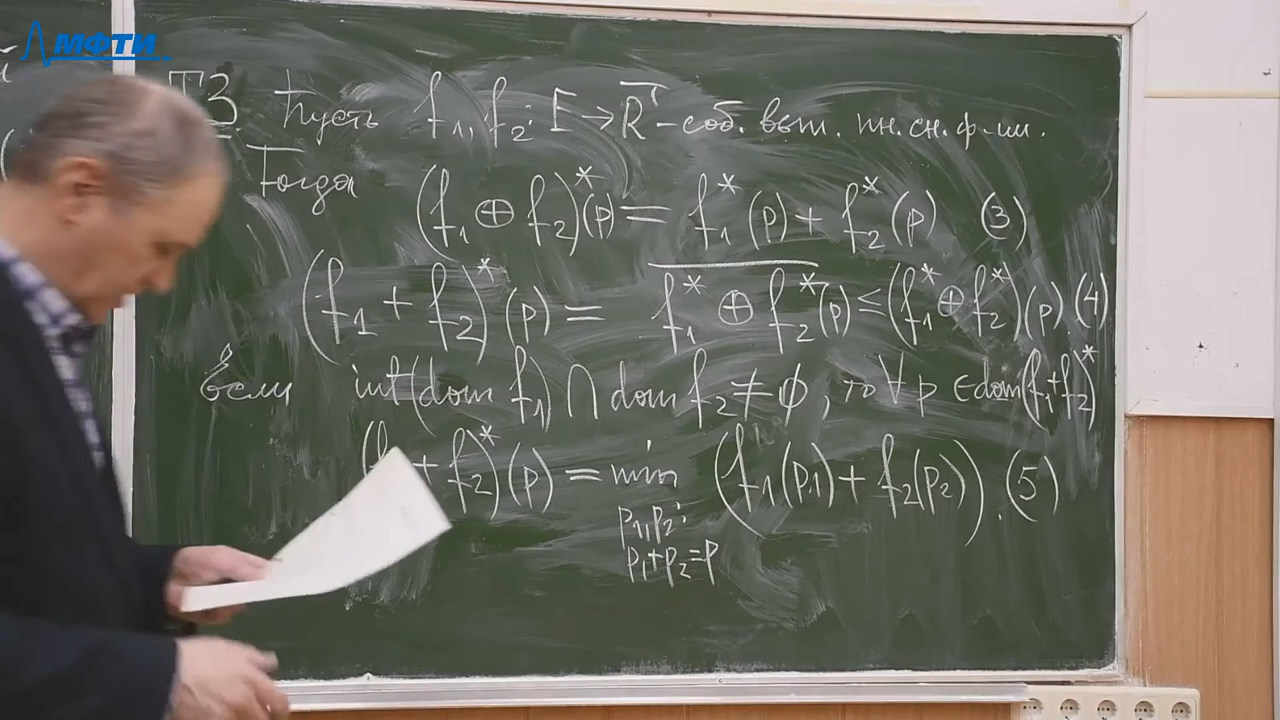 МФТИ
Т3 Пусть f₁, f₂: E → R̅ – соб. вып. пн. сн. ф-ии.
Тогда (f₁ ⊕ f₂)*(p) = f₁*(p) + f₂*(p) (3)
(f₁ + f₂)*(p) = \overline{f₁* ⊕ f₂*}(p) ≤ (f₁* ⊕ f₂*)(p) (4)
Если int(dom f₁) ∩ dom f₂ ≠ ∅, то ∀ p ∈ dom(f₁+f₂)*
( + f₂)*(p) = min (f₁(p₁) + f₂(p₂)). (5)
p₁, p₂:
p₁+p₂=p